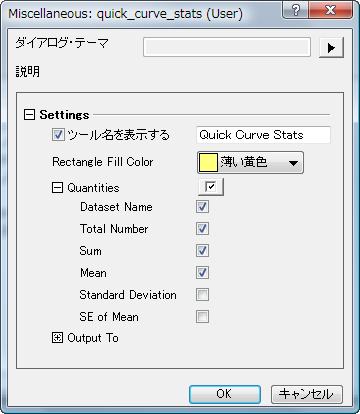 Miscellaneous: quick_curve_stats (User)
ダイアログ・テーマ
説明
Settings
ツール名を表示する Quick Curve Stats
Rectangle Fill Color 薄い黄色
Quantities
Dataset Name
Total Number
Sum
Mean
Standard Deviation
SE of Mean
Output To
OK キャンセル